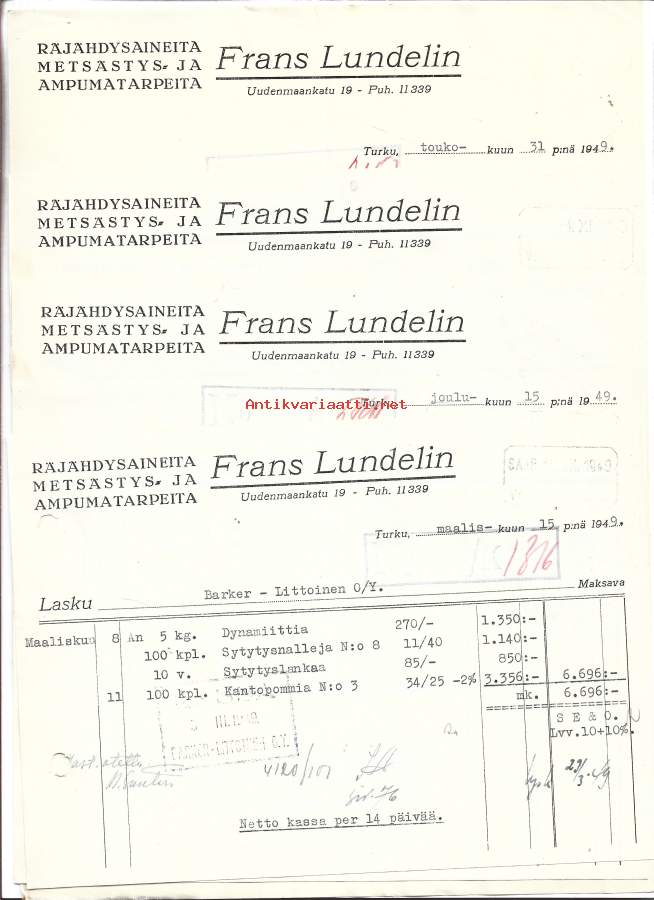 RÄJÄHDYSAINEITA
METSÄSTYS- JA
AMPUMATARPEITA
Frans Lundelin
Uudenmaankatu 19 - Puh. 11339
Turku, touko- kuun 31 p:nä 1949.
RÄJÄHDYSAINEITA
METSÄSTYS- JA
AMPUMATARPEITA
Frans Lundelin
Uudenmaankatu 19 - Puh. 11339
RÄJÄHDYSAINEITA
METSÄSTYS- JA
AMPUMATARPEITA
Frans Lundelin
Uudenmaankatu 19 - Puh. 11339
Antikvariaatti.net
joulu- kuun 15 p:nä 1949.
RÄJÄHDYSAINEITA
METSÄSTYS- JA
AMPUMATARPEITA
Frans Lundelin
Uudenmaankatu 19 - Puh. 11339
Turku, maalis- kuun 15 p:nä 1949.
1316
Lasku Barker - Littoinen O/Y. Maksava
Maaliskuu 8 An 5 kg. Dynamiittia 270/- 1.350:-
100 kpl. Sytytysnalleja N:o 8 11/40 1.140:-
10 v. Sytytyslankaa 85/- 850:-
11 100 kpl. Kantopommia N:o 3 34/25 -2% 3.356:- 6.696:-
mk. 6.696:-
S E & O.
Lvv.10+10%.
BARKER-LITTOINEN O.Y.
4120/101
Netto kassa per 14 päivää.